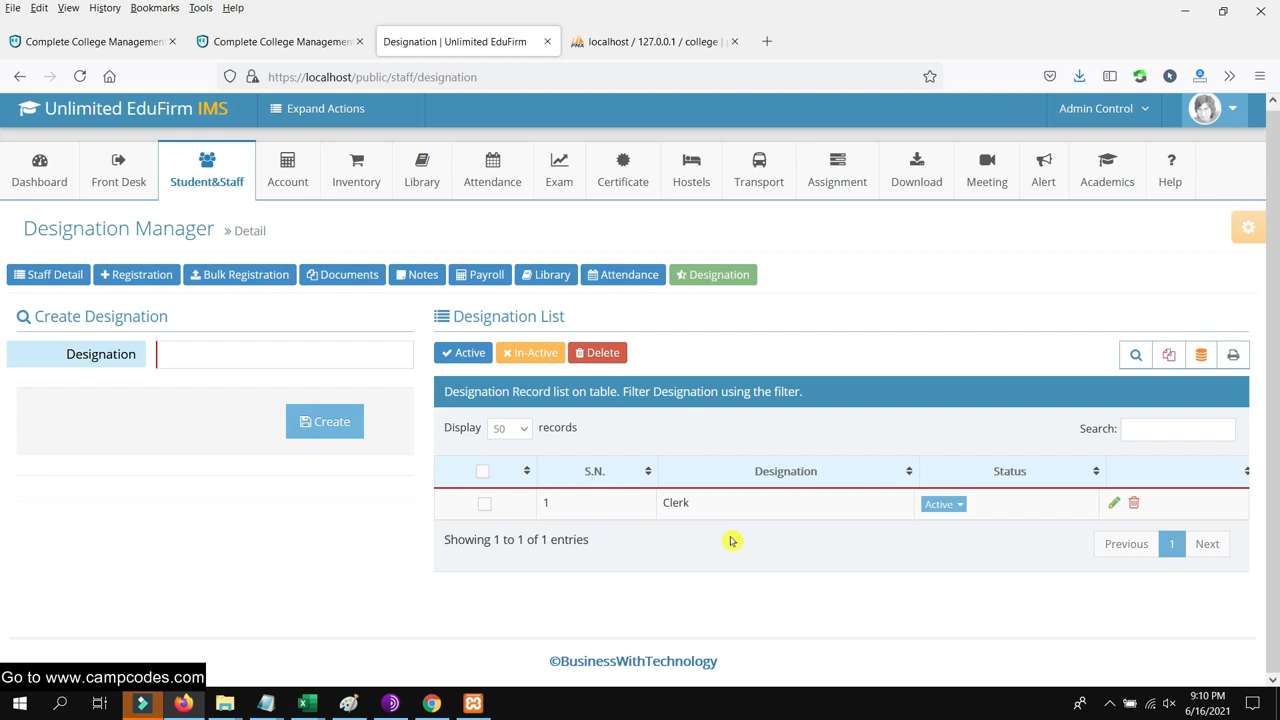 File Edit View History Bookmarks Tools Help
Complete College Management
Complete College Management
Designation | Unlimited EduFirm
localhost / 127.0.0.1 / college |
https://localhost/public/staff/designation
Unlimited EduFirm IMS
Expand Actions
Admin Control
Dashboard
Front Desk
Student&Staff
Account
Inventory
Library
Attendance
Exam
Certificate
Hostels
Transport
Assignment
Download
Meeting
Alert
Academics
Help
Designation Manager » Detail
Staff Detail
Registration
Bulk Registration
Documents
Notes
Payroll
Library
Attendance
Designation
Create Designation
Designation
Create
Designation List
Active
In-Active
Delete
Designation Record list on table. Filter Designation using the filter.
Display 50 records
Search:
S.N. Designation Status
1 Clerk Active
Showing 1 to 1 of 1 entries
Previous 1 Next
©BusinessWithTechnology
Go to www.campcodes.com
9:10 PM
6/16/2021